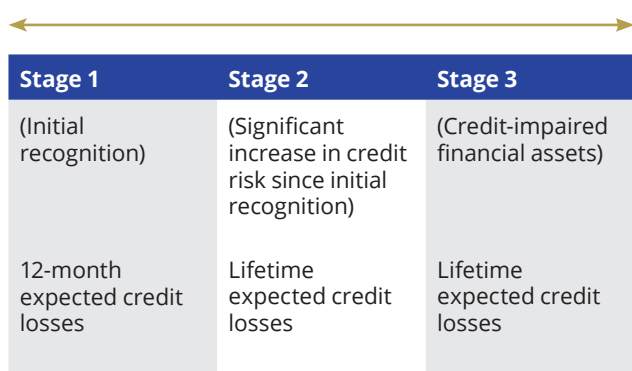 Stage 1
Stage 2
Stage 3
(Initial
recognition)
(Significant
increase in credit
risk since initial
recognition)
(Credit-impaired
financial assets)
12-month
expected credit
losses
Lifetime
expected credit
losses
Lifetime
expected credit
losses